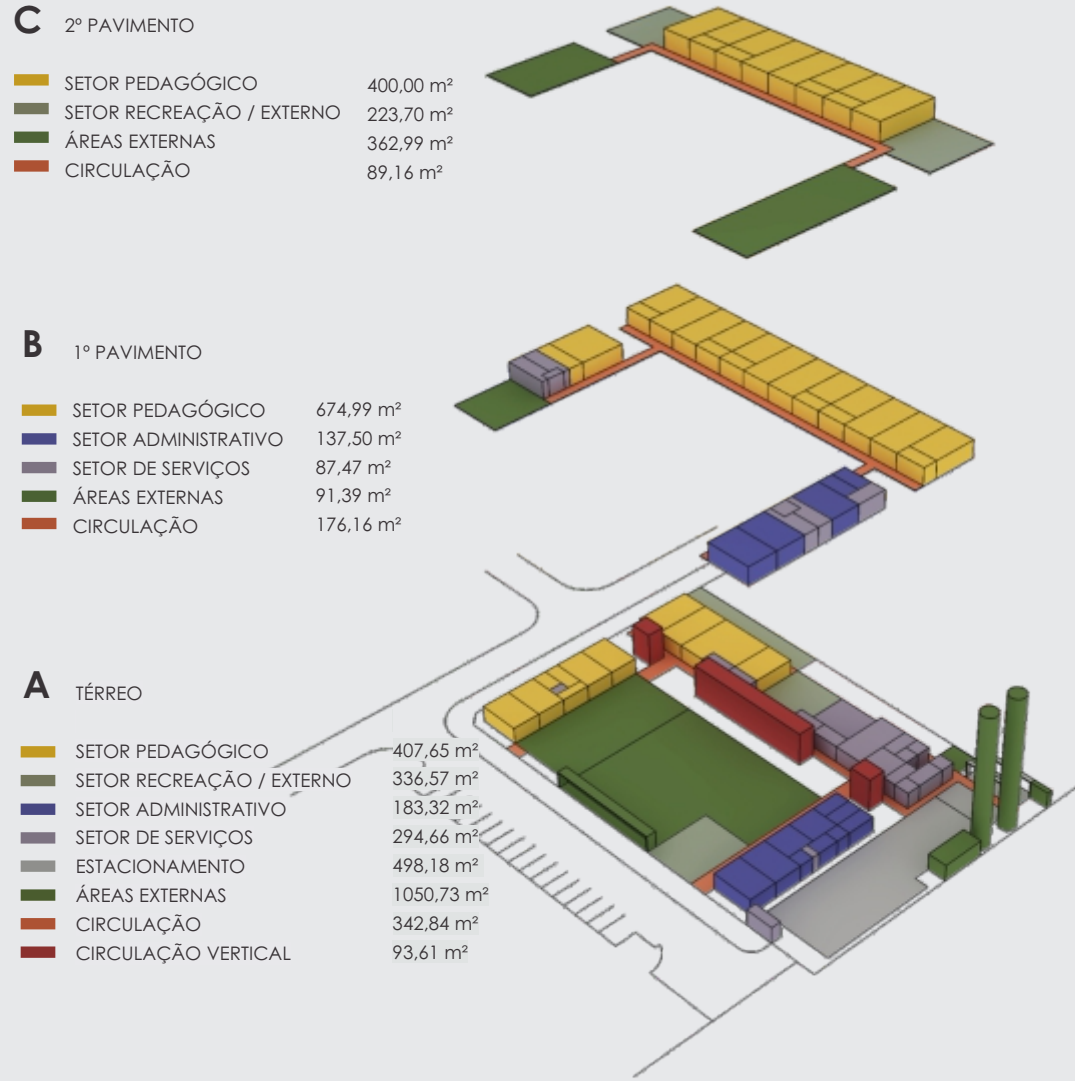 C 2º PAVIMENTO
SETOR PEDAGÓGICO 400,00 m²
SETOR RECREAÇÃO / EXTERNO 223,70 m²
ÁREAS EXTERNAS 362,99 m²
CIRCULAÇÃO 89,16 m²
B 1º PAVIMENTO
SETOR PEDAGÓGICO 674,99 m²
SETOR ADMINISTRATIVO 137,50 m²
SETOR DE SERVIÇOS 87,47 m²
ÁREAS EXTERNAS 91,39 m²
CIRCULAÇÃO 176,16 m²
A TÉRREO
SETOR PEDAGÓGICO 407,65 m²
SETOR RECREAÇÃO / EXTERNO 336,57 m²
SETOR ADMINISTRATIVO 183,32 m²
SETOR DE SERVIÇOS 294,66 m²
ESTACIONAMENTO 498,18 m²
ÁREAS EXTERNAS 1050,73 m²
CIRCULAÇÃO 342,84 m²
CIRCULAÇÃO VERTICAL 93,61 m²